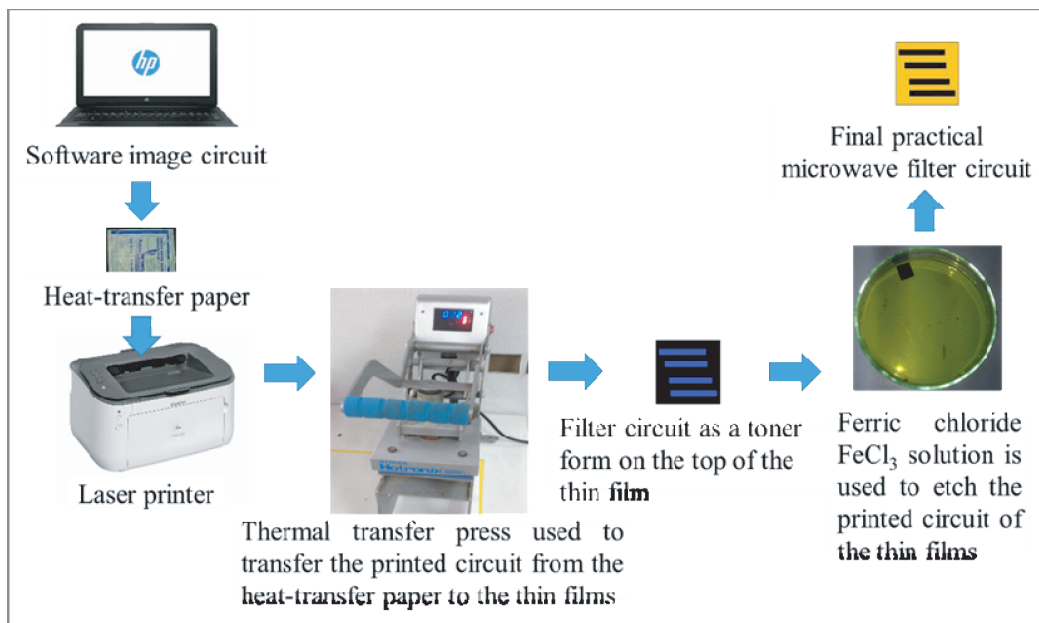 hp
Software image circuit
Heat-transfer paper
Laser printer
Thermal transfer press used to
transfer the printed circuit from the
heat-transfer paper to the thin films
Filter circuit as a toner
form on the top of the
thin film
Ferric chloride
FeCl₃ solution is
used to etch the
printed circuit of
the thin films
Final practical
microwave filter circuit